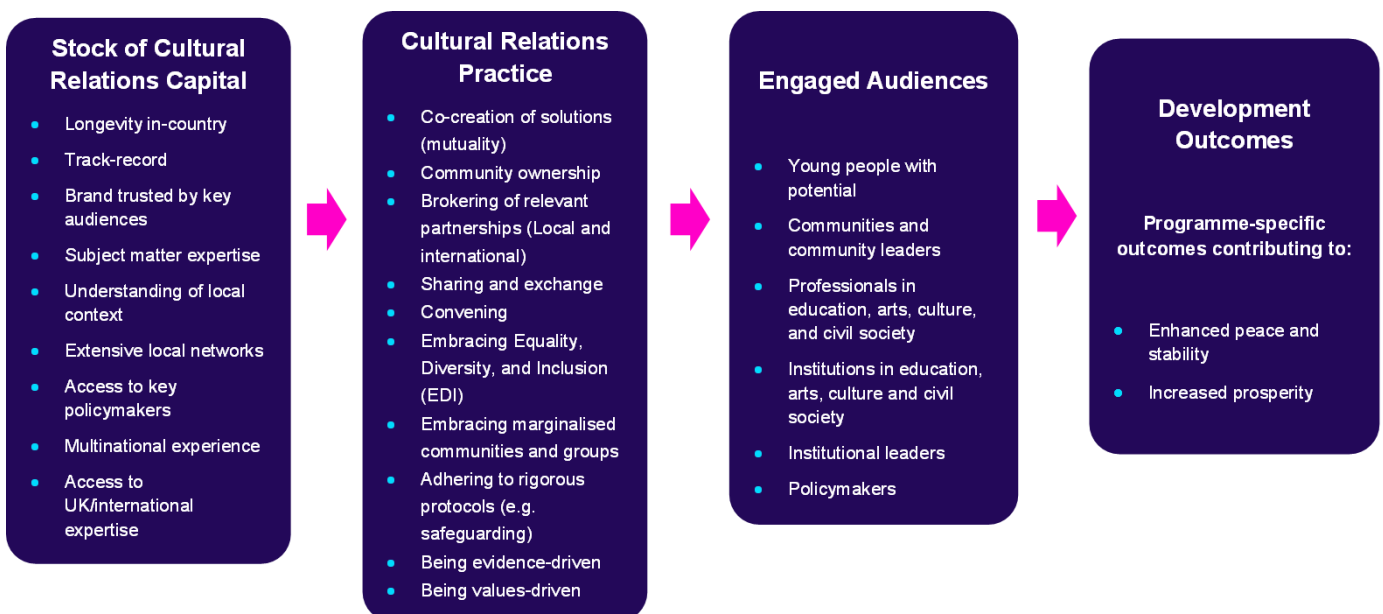 Stock of Cultural
Relations Capital
Longevity in-country
Track-record
Brand trusted by key
audiences
Subject matter expertise
Understanding of local
context
Extensive local networks
Access to key
policymakers
Multinational experience
Access to
UK/international
expertise
Cultural Relations
Practice
Co-creation of solutions
(mutuality)
Community ownership
Brokering of relevant
partnerships (Local and
international)
Sharing and exchange
Convening
Embracing Equality,
Diversity, and Inclusion
(EDI)
Embracing marginalised
communities and groups
Adhering to rigorous
protocols (e.g.
safeguarding)
Being evidence-driven
Being values-driven
Engaged Audiences
Young people with
potential
Communities and
community leaders
Professionals in
education, arts, culture,
and civil society
Institutions in education,
arts, culture and civil
society
Institutional leaders
Policymakers
Development
Outcomes
Programme-specific
outcomes contributing to:
Enhanced peace and
stability
Increased prosperity